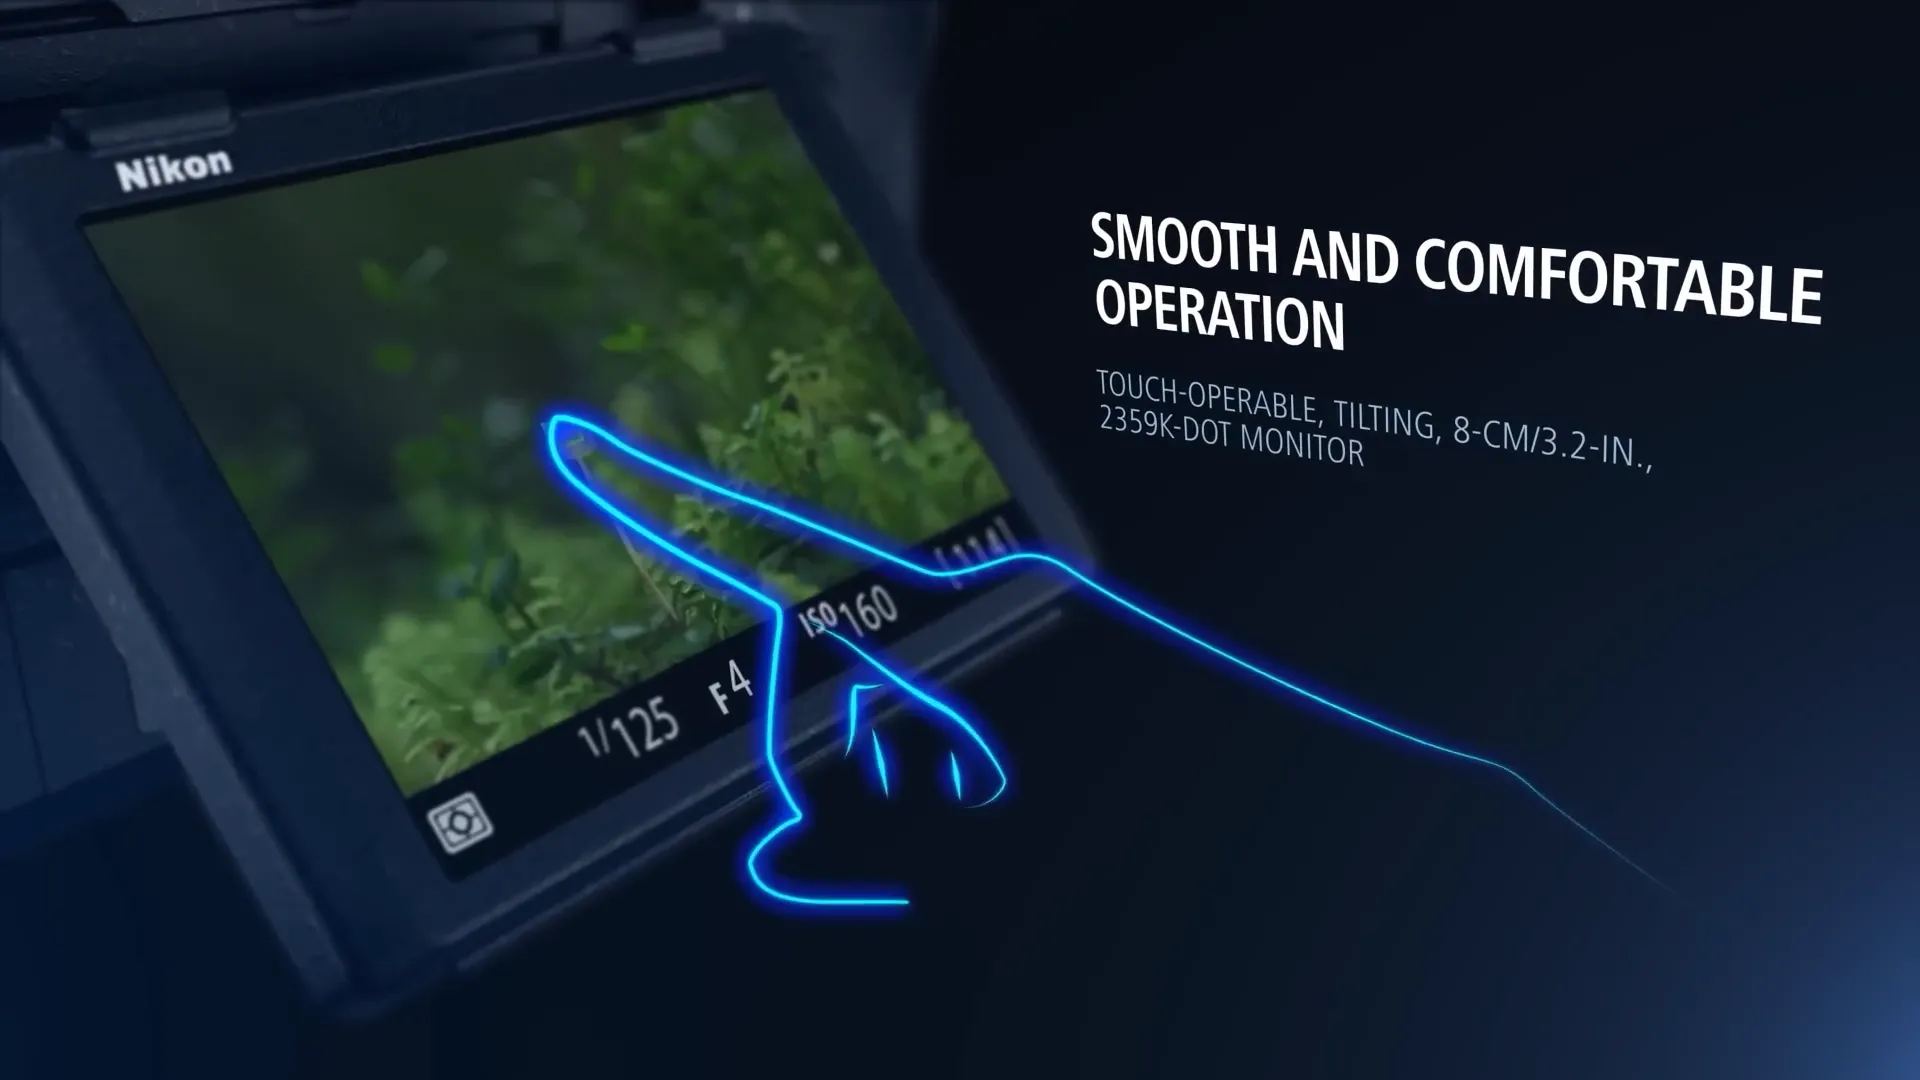 Nikon
SMOOTH AND COMFORTABLE
OPERATION
TOUCH-OPERABLE, TILTING, 8-CM/3.2-IN.,
2359K-DOT MONITOR
1/125 F4 ISO 160 [114]